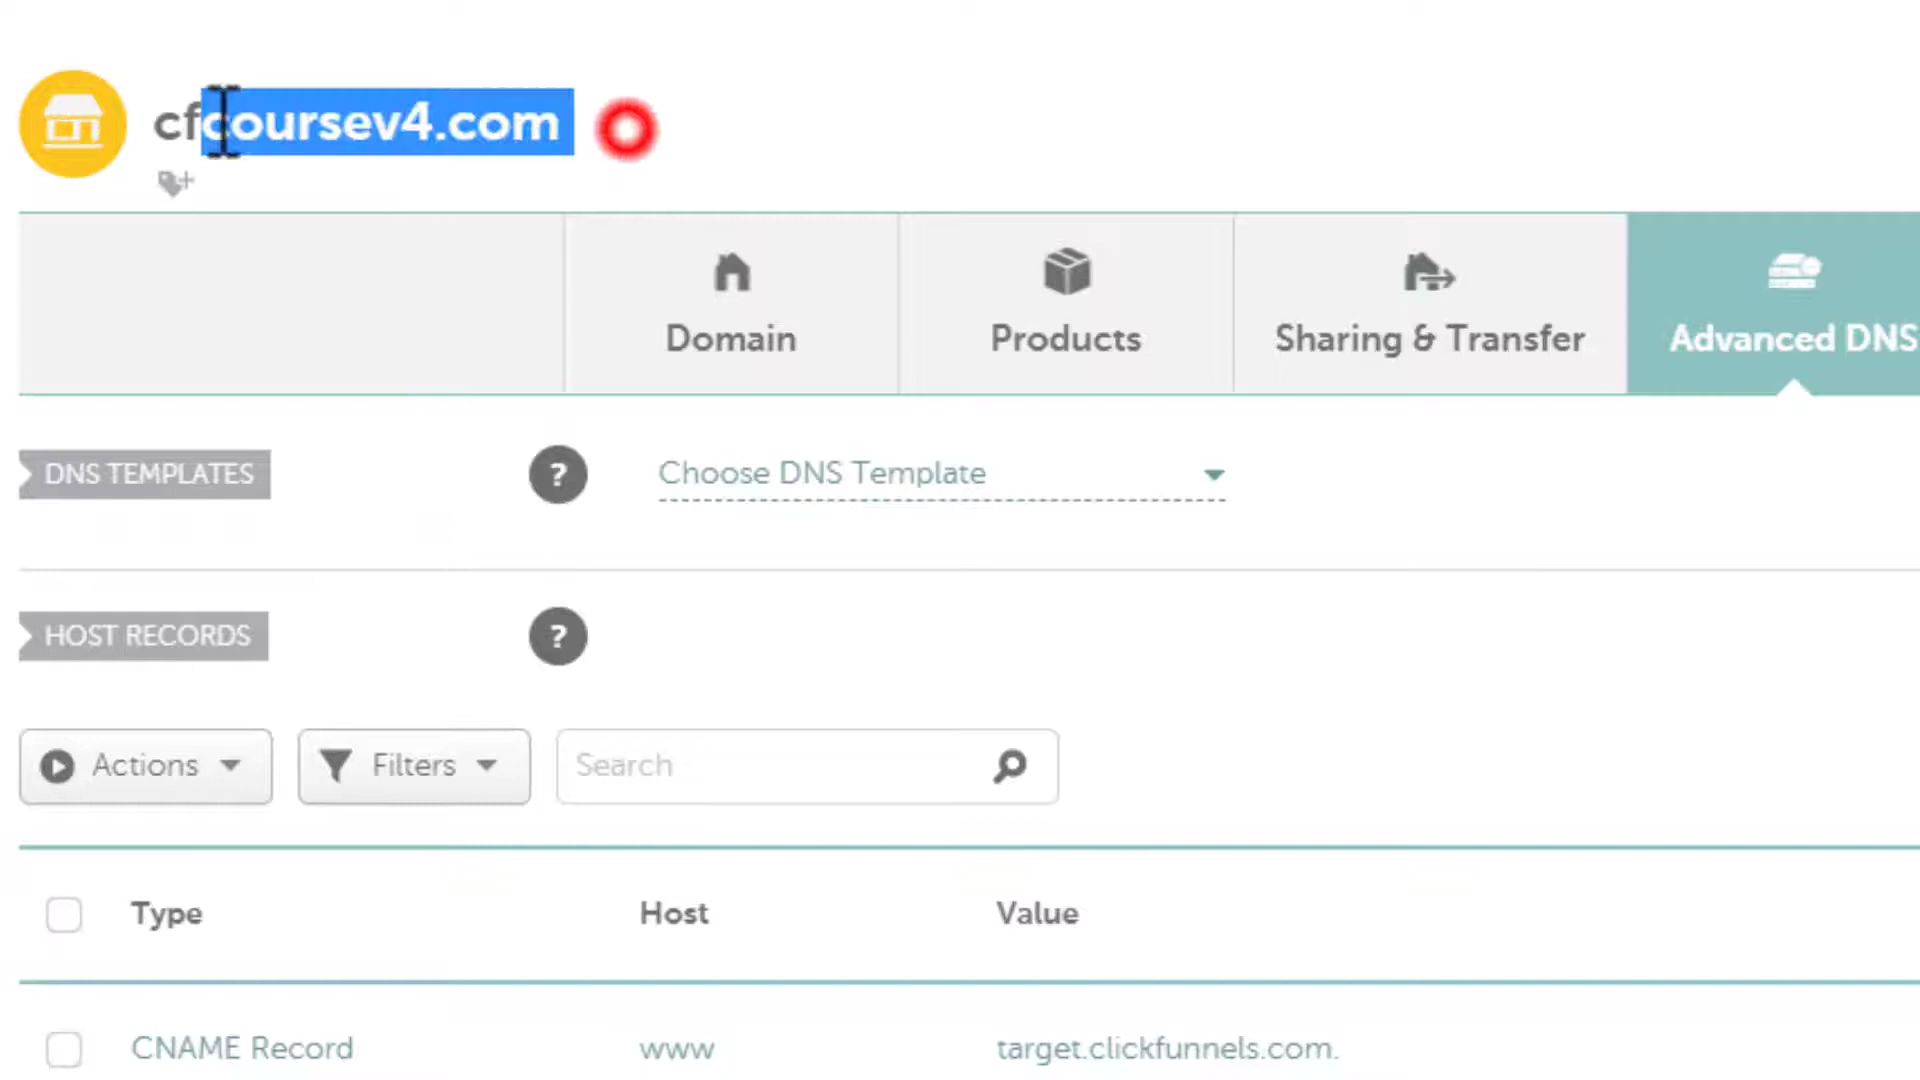 cfcoursev4.com
Domain
Products
Sharing & Transfer
Advanced DNS
DNS TEMPLATES
?
Choose DNS Template
HOST RECORDS
?
Actions
Filters
Search
Type
Host
Value
CNAME Record
www
target.clickfunnels.com.